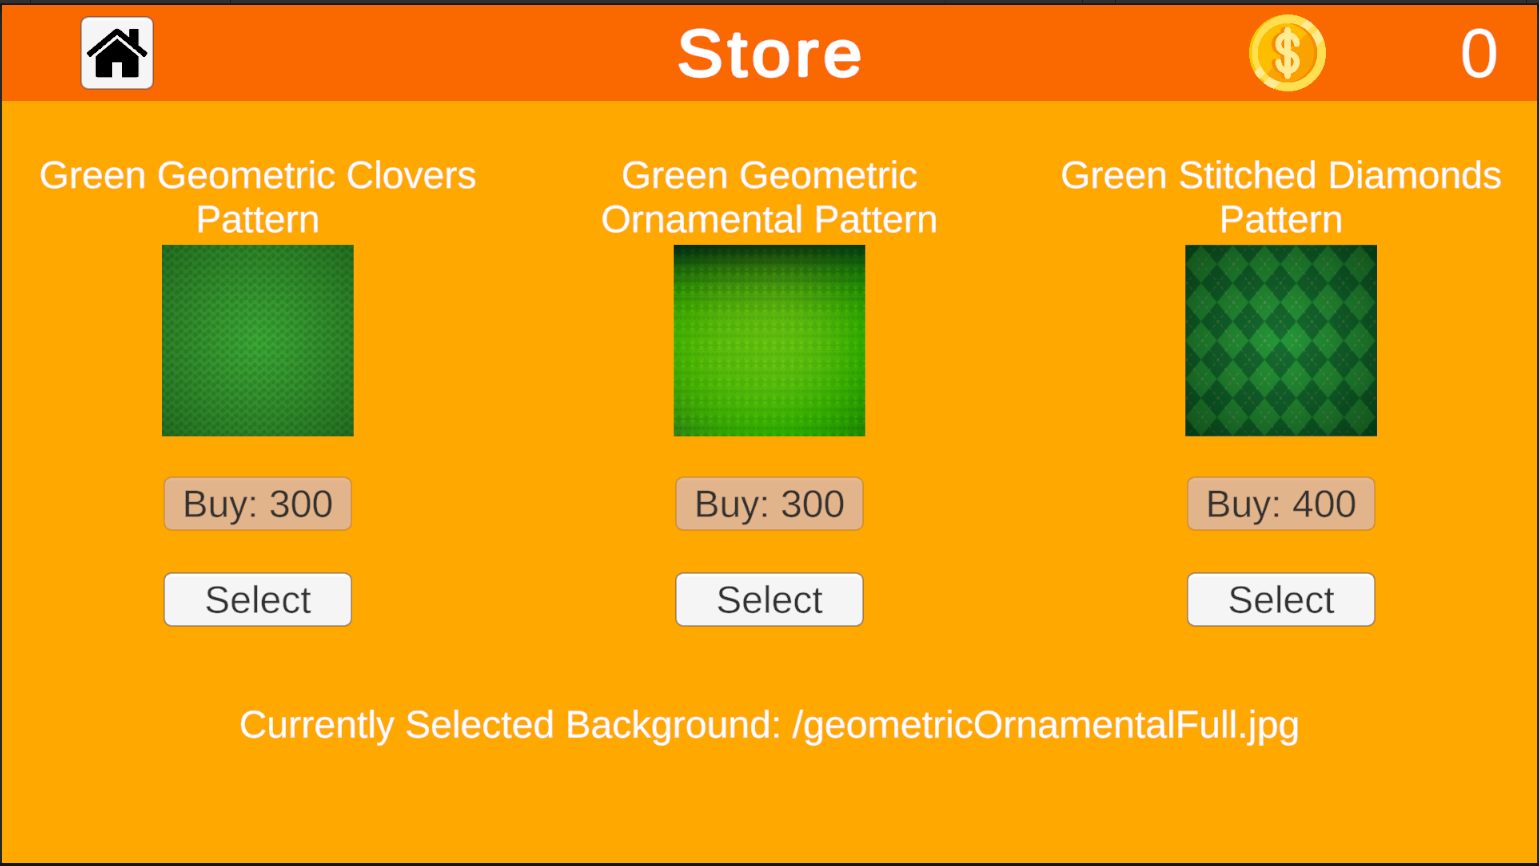 Store
0
Green Geometric Clovers
Pattern
Green Geometric
Ornamental Pattern
Green Stitched Diamonds
Pattern
Buy: 300
Buy: 300
Buy: 400
Select
Select
Select
Currently Selected Background: /geometricOrnamentalFull.jpg